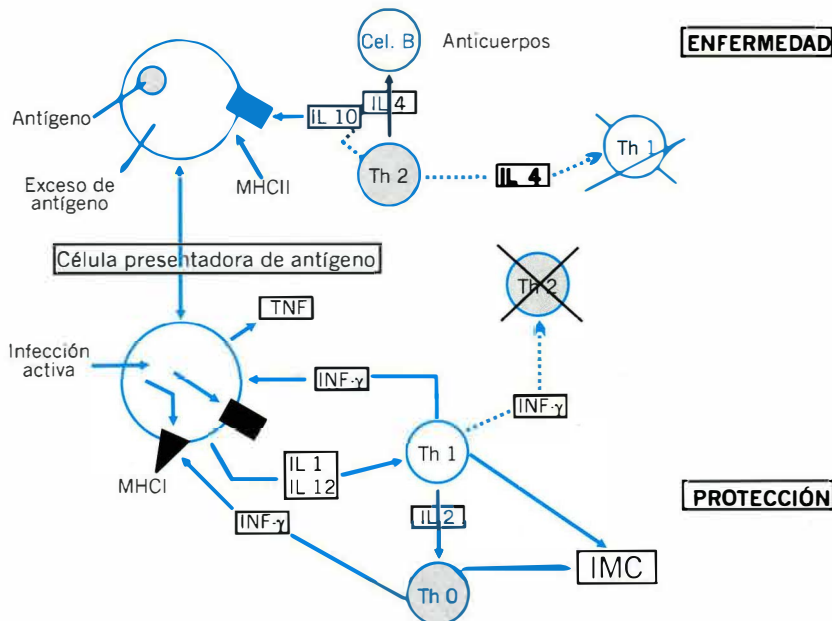 Cel. B
Anticuerpos
ENFERMEDAD
IL 4
IL 10
Antígeno
MHCII
Exceso de
antígeno
Th 2
IL 4
Th 1
Célula presentadora de antígeno
TNF
Th 2
Infección
activa
INF-γ
INF-γ
Th 1
IL 1
IL 12
MHCI
PROTECCIÓN
INF-γ
IL 2
IMC
Th 0